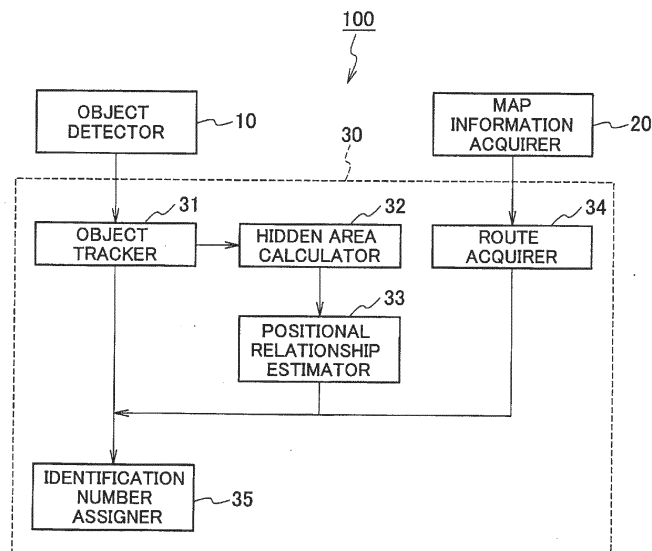 100
OBJECT
DETECTOR
10
MAP
INFORMATION
ACQUIRER
20
30
31
OBJECT
TRACKER
32
HIDDEN AREA
CALCULATOR
34
ROUTE
ACQUIRER
33
POSITIONAL
RELATIONSHIP
ESTIMATOR
IDENTIFICATION
NUMBER
ASSIGNER
35